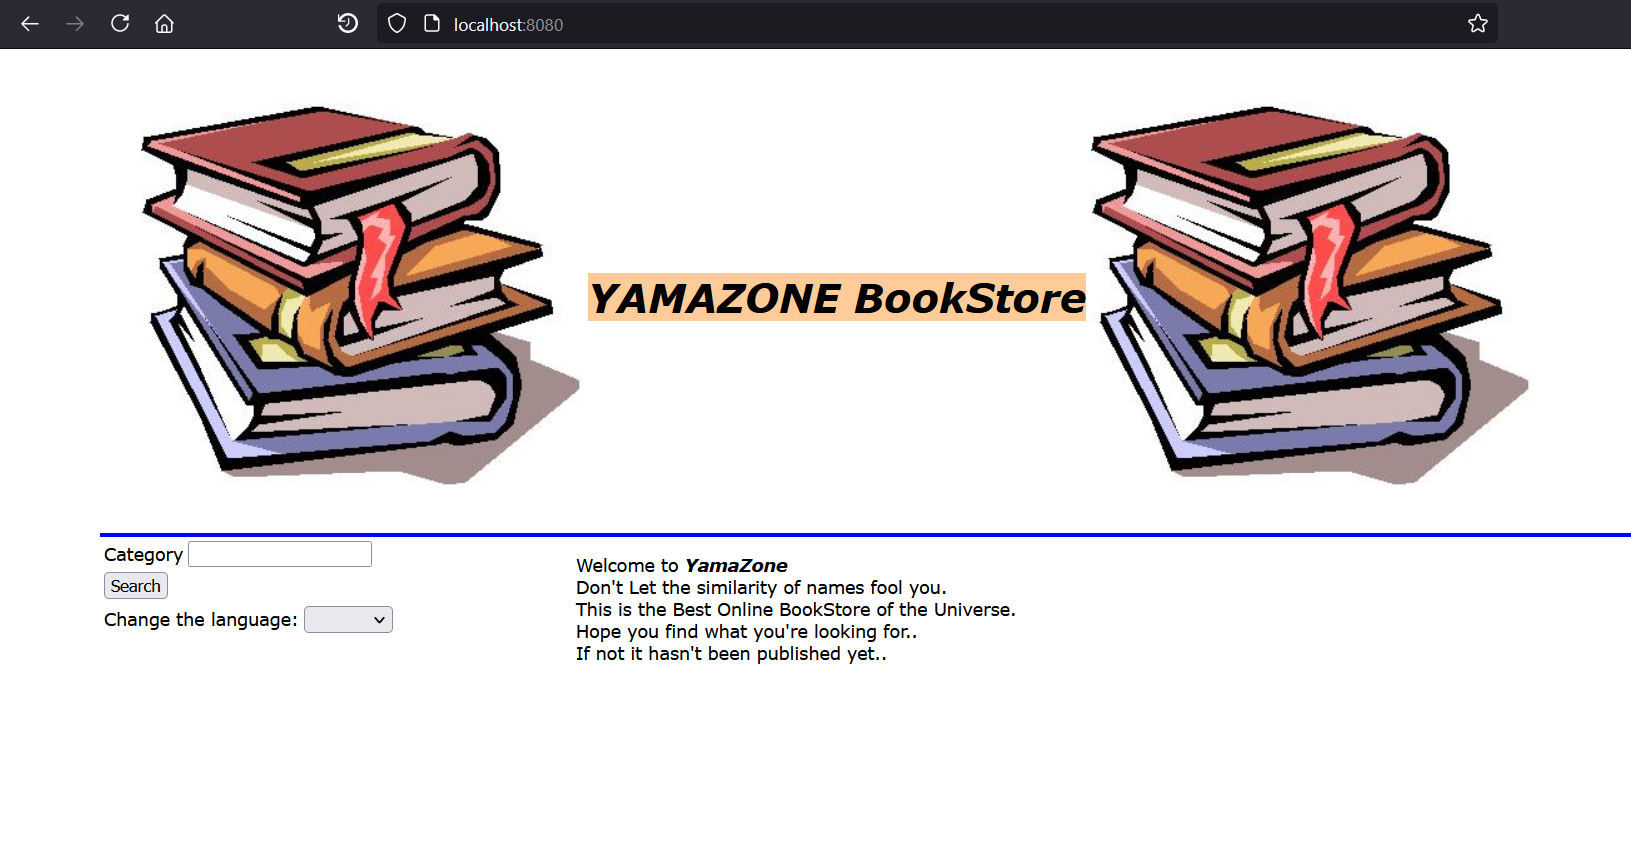 localhost:8080
YAMAZONE BookStore
Category
Search
Change the language:
Welcome to YamaZone
Don't Let the similarity of names fool you.
This is the Best Online BookStore of the Universe.
Hope you find what you're looking for..
If not it hasn't been published yet..